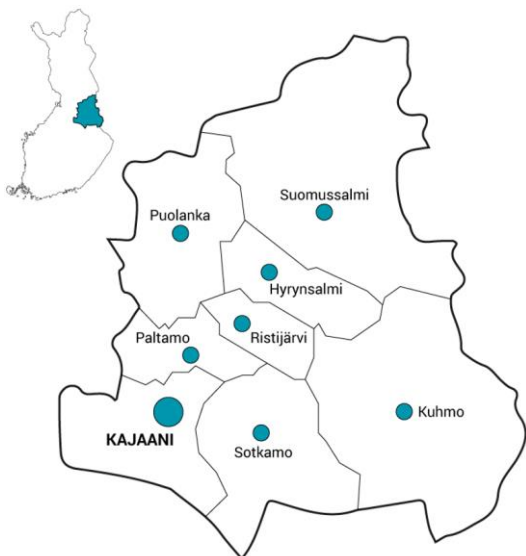 Suomussalmi
Puolanka
Hyrynsalmi
Ristijärvi
Paltamo
Kuhmo
KAJAANI
Sotkamo